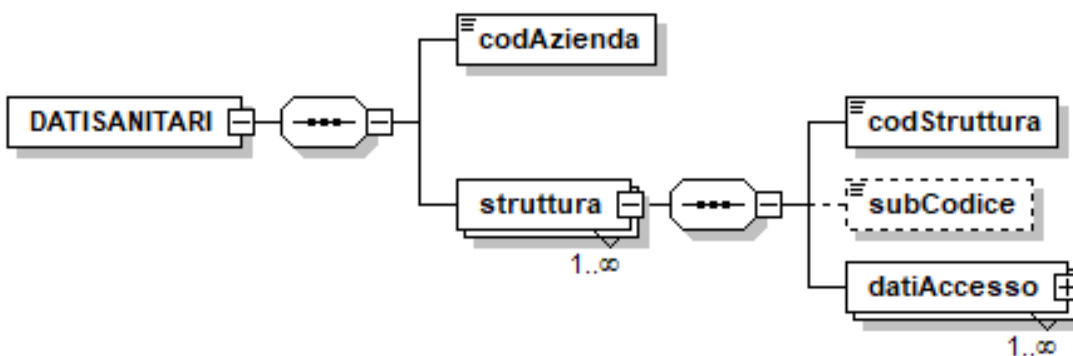 codAzienda
DATISANITARI
codStruttura
struttura
subCodice
1..∞
datiAccesso
1..∞